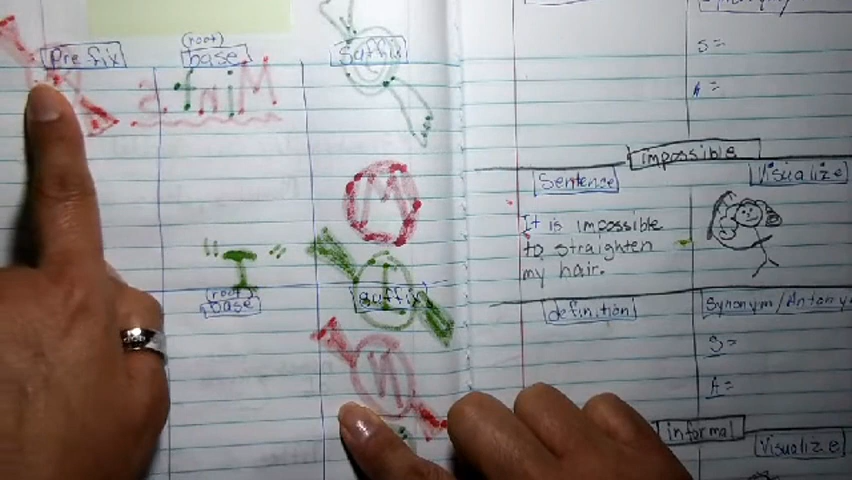 Prefix
(root)
base
Suffix
M
"I"
I
(root)
base
suffix
S=
A=
impossible
Sentence
Visualize
It is impossible
to straighten
my hair.
definition
Synonym/Antony
S=
A=
informal
Visualize